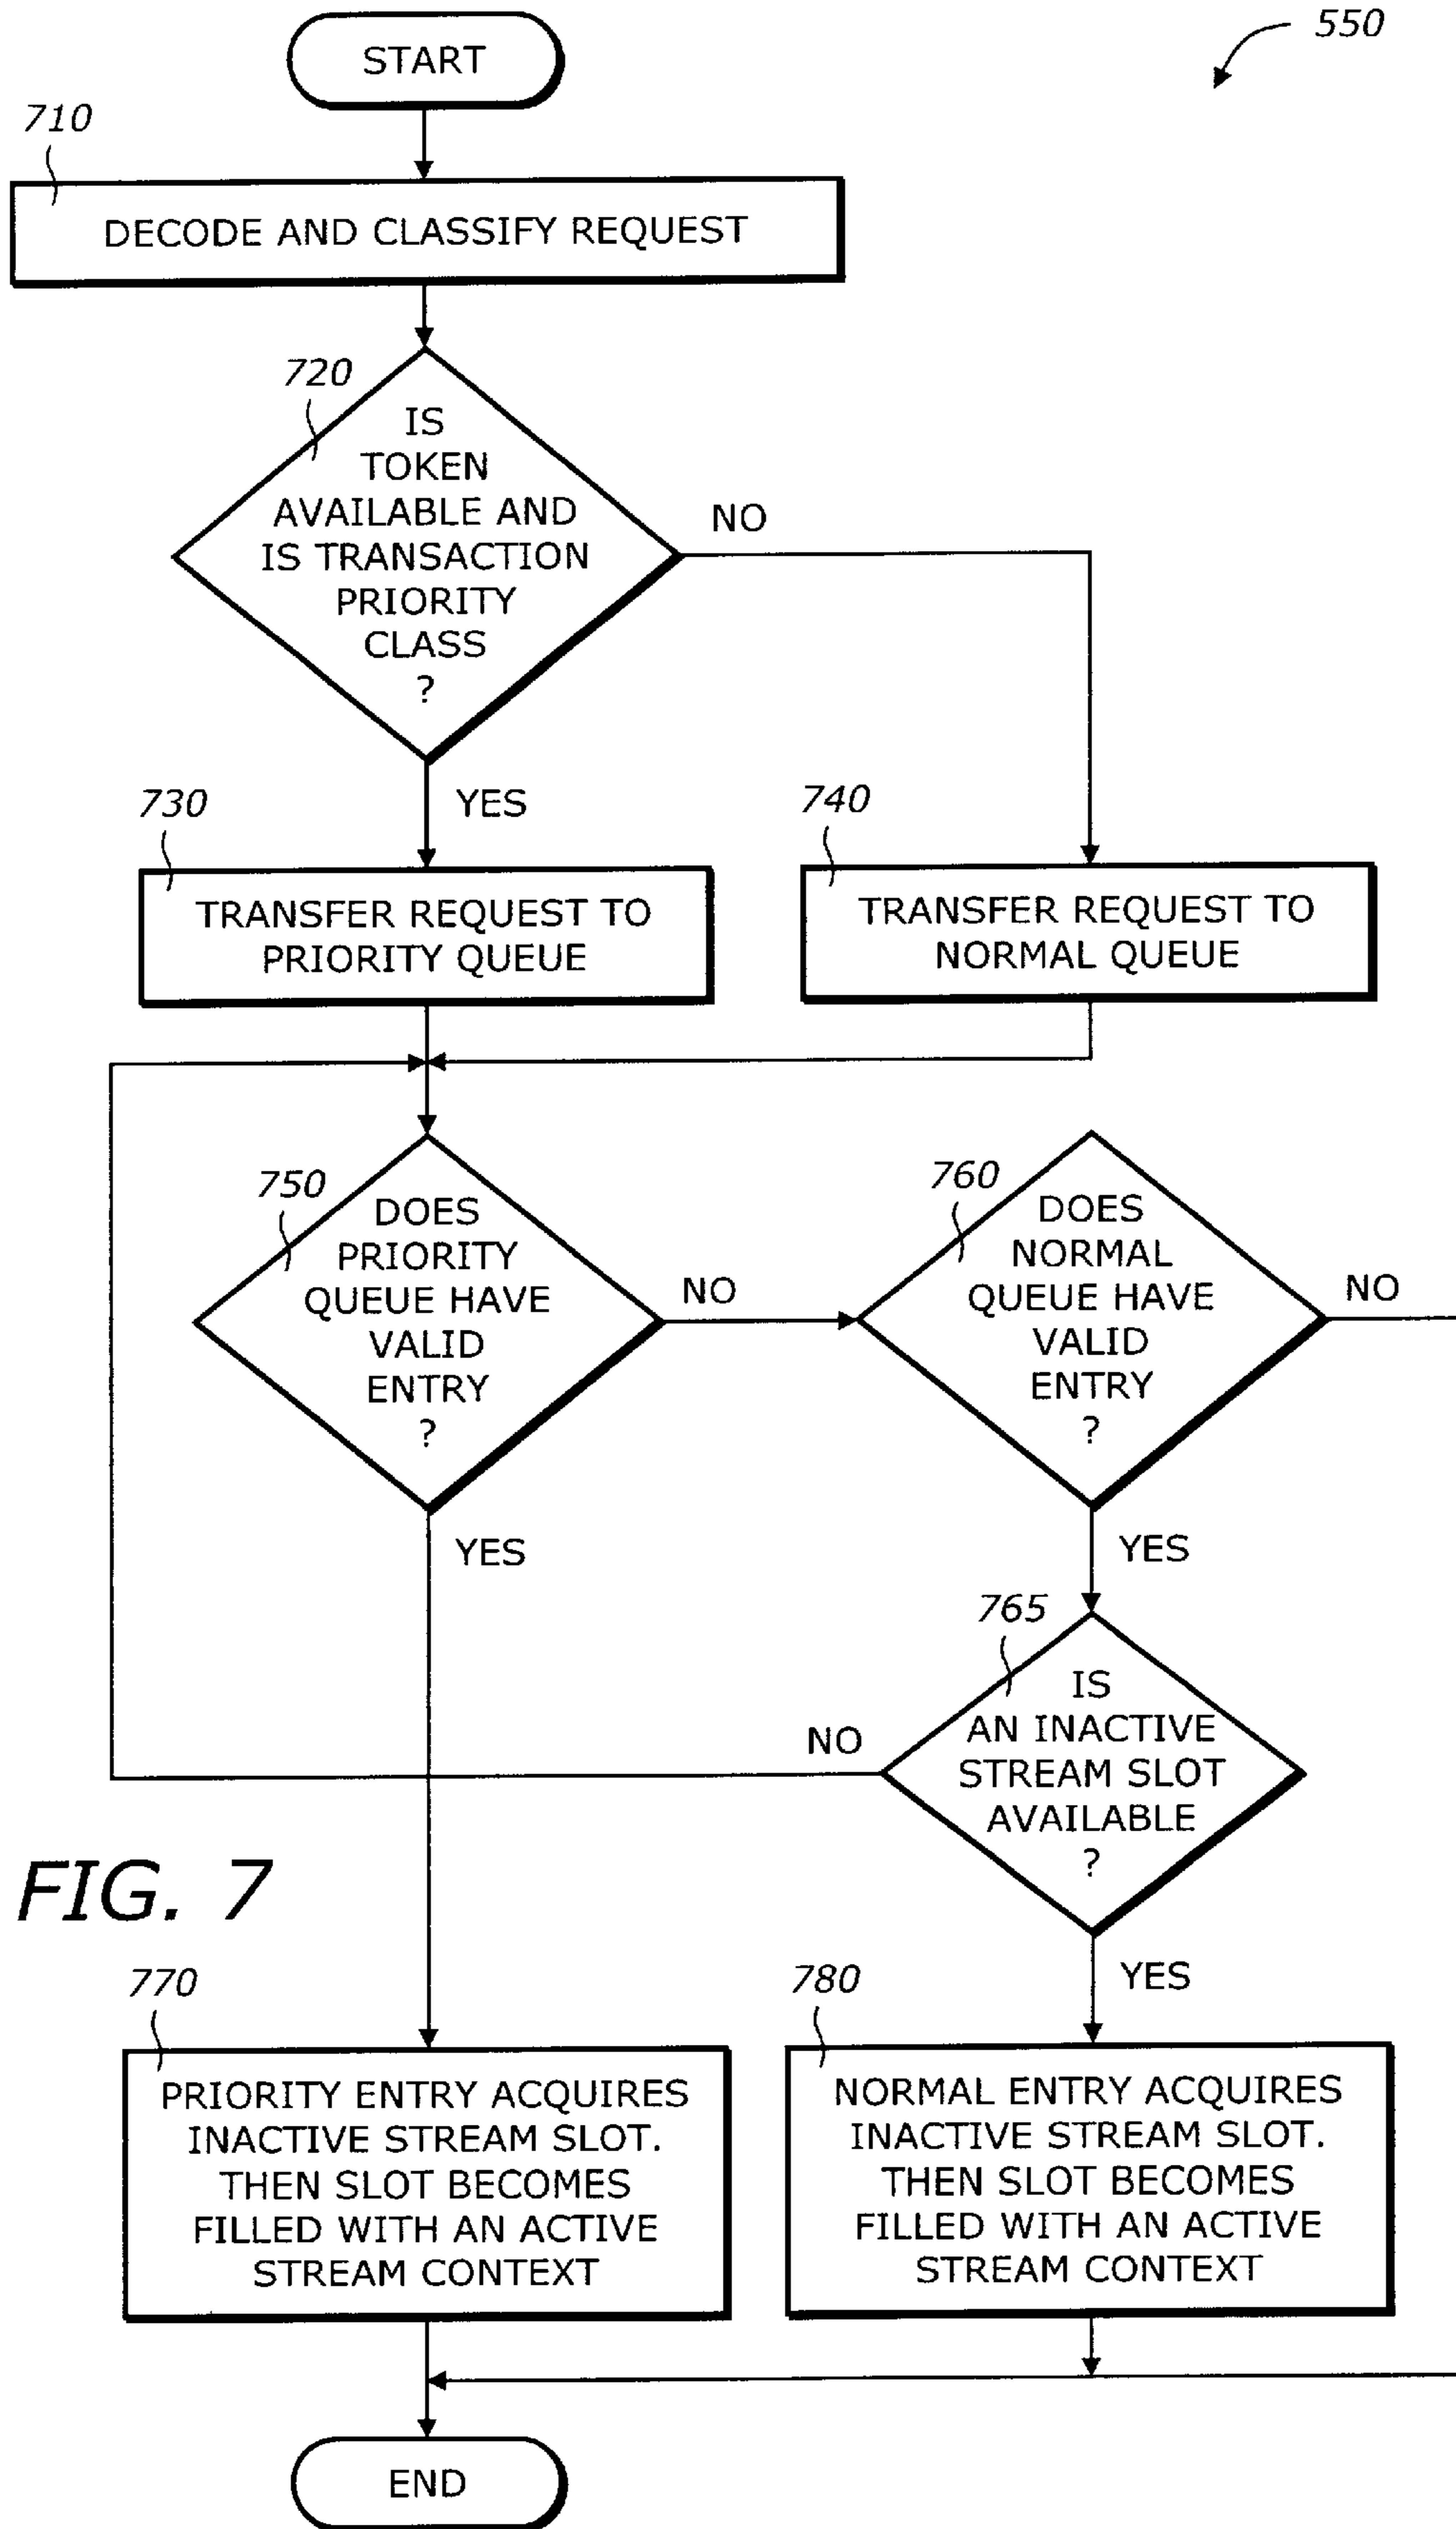 550
START
710
DECODE AND CLASSIFY REQUEST
720
IS
TOKEN
AVAILABLE AND
IS TRANSACTION
PRIORITY
CLASS
?
NO
YES
730
TRANSFER REQUEST TO
PRIORITY QUEUE
740
TRANSFER REQUEST TO
NORMAL QUEUE
750
DOES
PRIORITY
QUEUE HAVE
VALID
ENTRY
?
NO
YES
760
DOES
NORMAL
QUEUE HAVE
VALID
ENTRY
?
NO
YES
765
IS
AN INACTIVE
STREAM SLOT
AVAILABLE
?
NO
YES
FIG. 7
770
PRIORITY ENTRY ACQUIRES
INACTIVE STREAM SLOT.
THEN SLOT BECOMES
FILLED WITH AN ACTIVE
STREAM CONTEXT
780
NORMAL ENTRY ACQUIRES
INACTIVE STREAM SLOT.
THEN SLOT BECOMES
FILLED WITH AN ACTIVE
STREAM CONTEXT
END